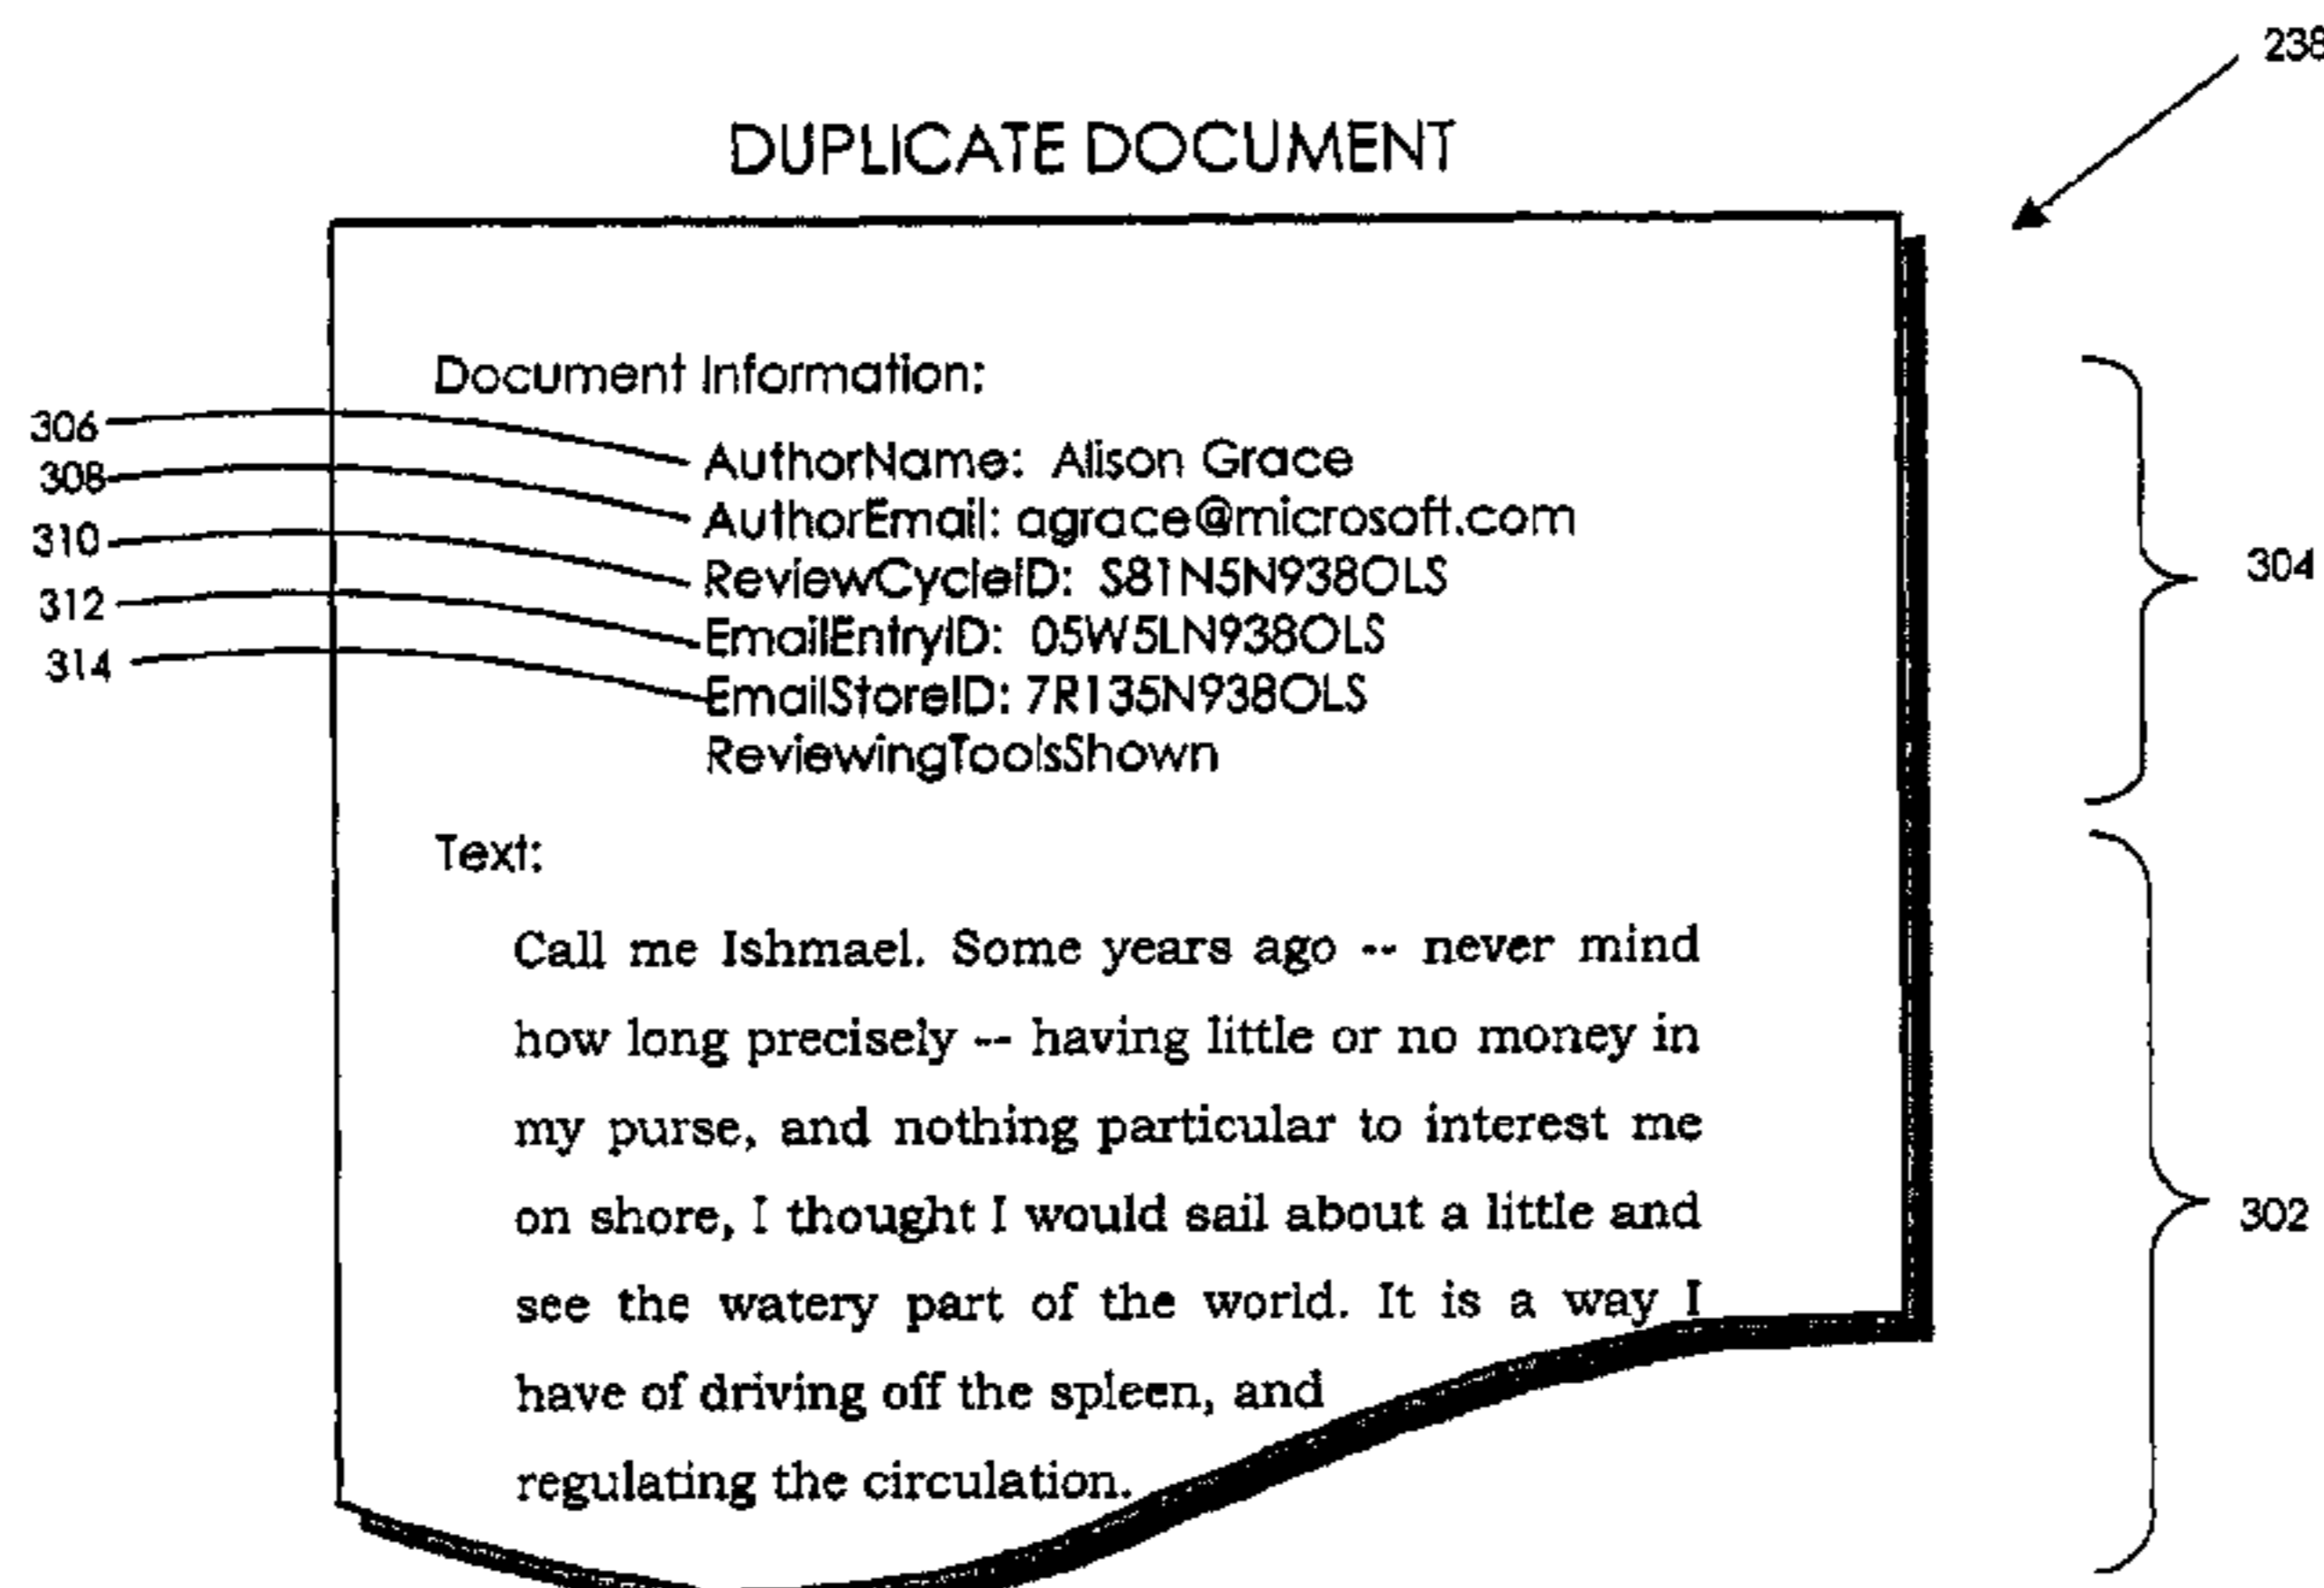 238
DUPLICATE DOCUMENT
Document Information:
306
AuthorName: Alison Grace
308
AuthorEmail: agrace@microsoft.com
310
ReviewCycleID: S81N5N938OLS
304
312
EmailEntryID: 05W5LN938OLS
314
EmailStoreID: 7R135N938OLS
ReviewingToolsShown
Text:
Call me Ishmael. Some years ago -- never mind
how long precisely -- having little or no money in
my purse, and nothing particular to interest me
on shore, I thought I would sail about a little and
302
see the watery part of the world. It is a way I
have of driving off the spleen, and
regulating the circulation.